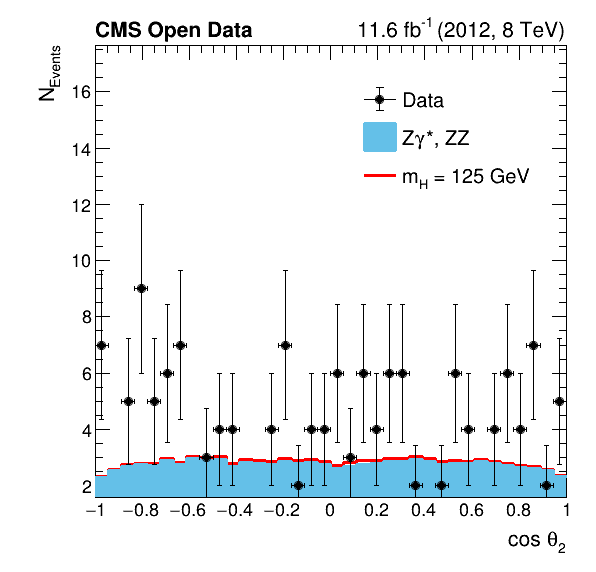 CMS Open Data 11.6 fb⁻¹ (2012, 8 TeV)
N_Events
Data
Zγ*, ZZ
m_H = 125 GeV
16
14
12
10
8
6
4
2
−1 −0.8 −0.6 −0.4 −0.2 0 0.2 0.4 0.6 0.8 1
cos θ₂